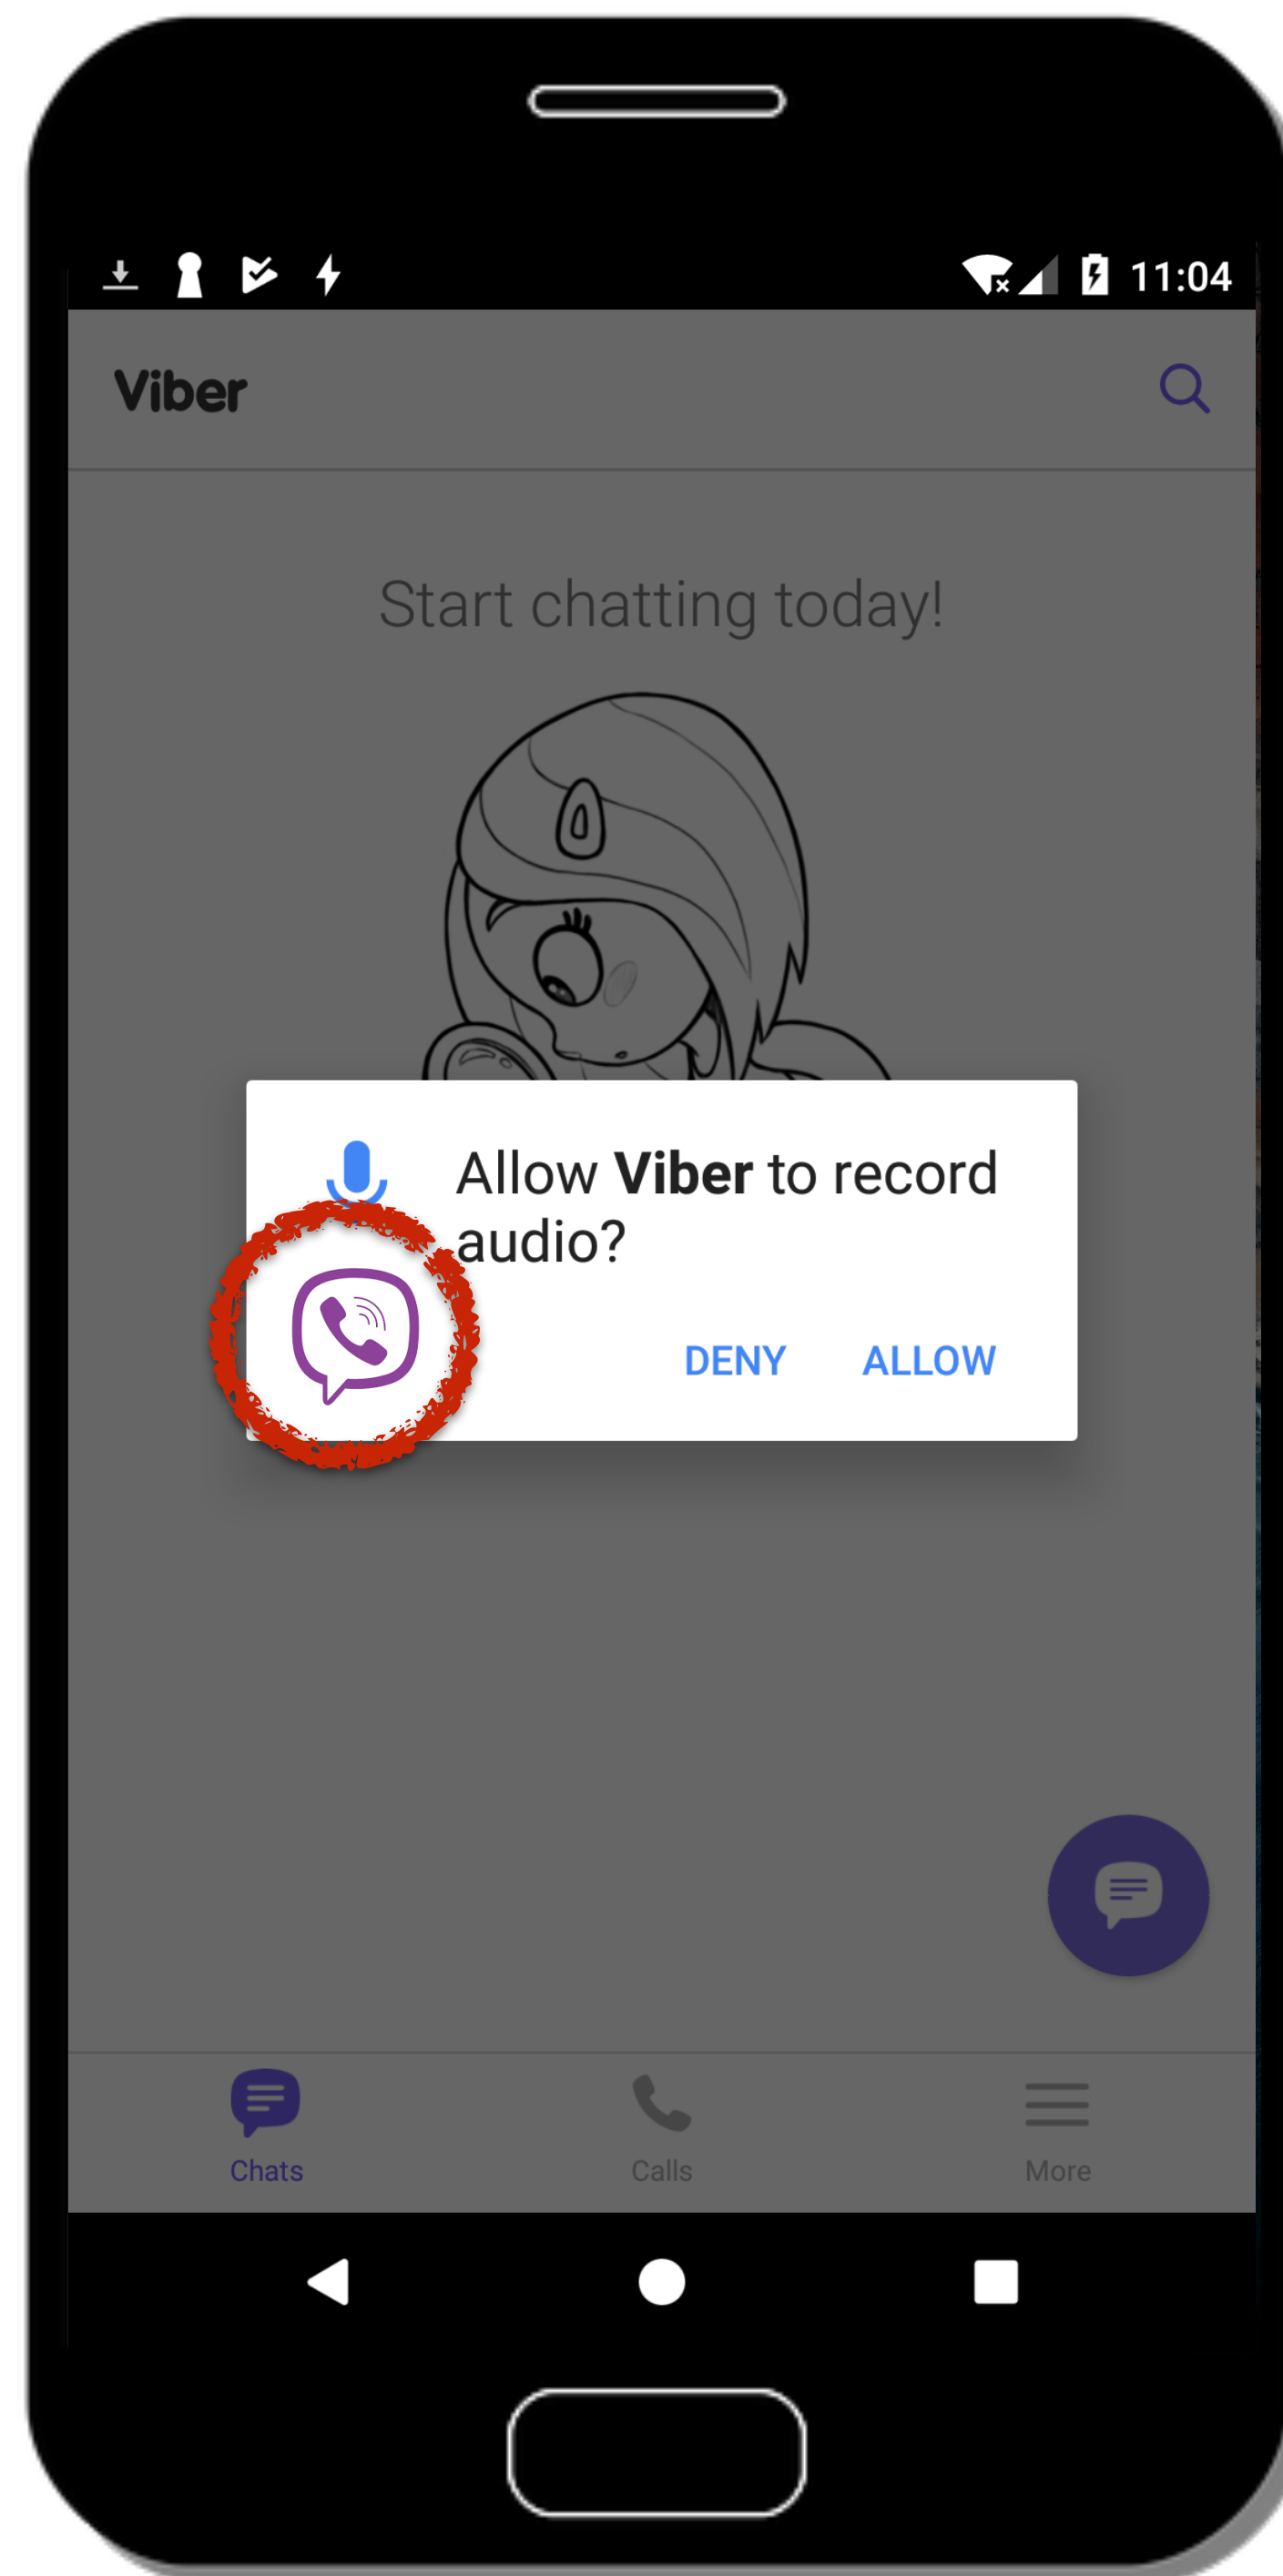 11:04
Viber
Start chatting today!
Allow Viber to record
audio?
DENY ALLOW
Chats Calls More